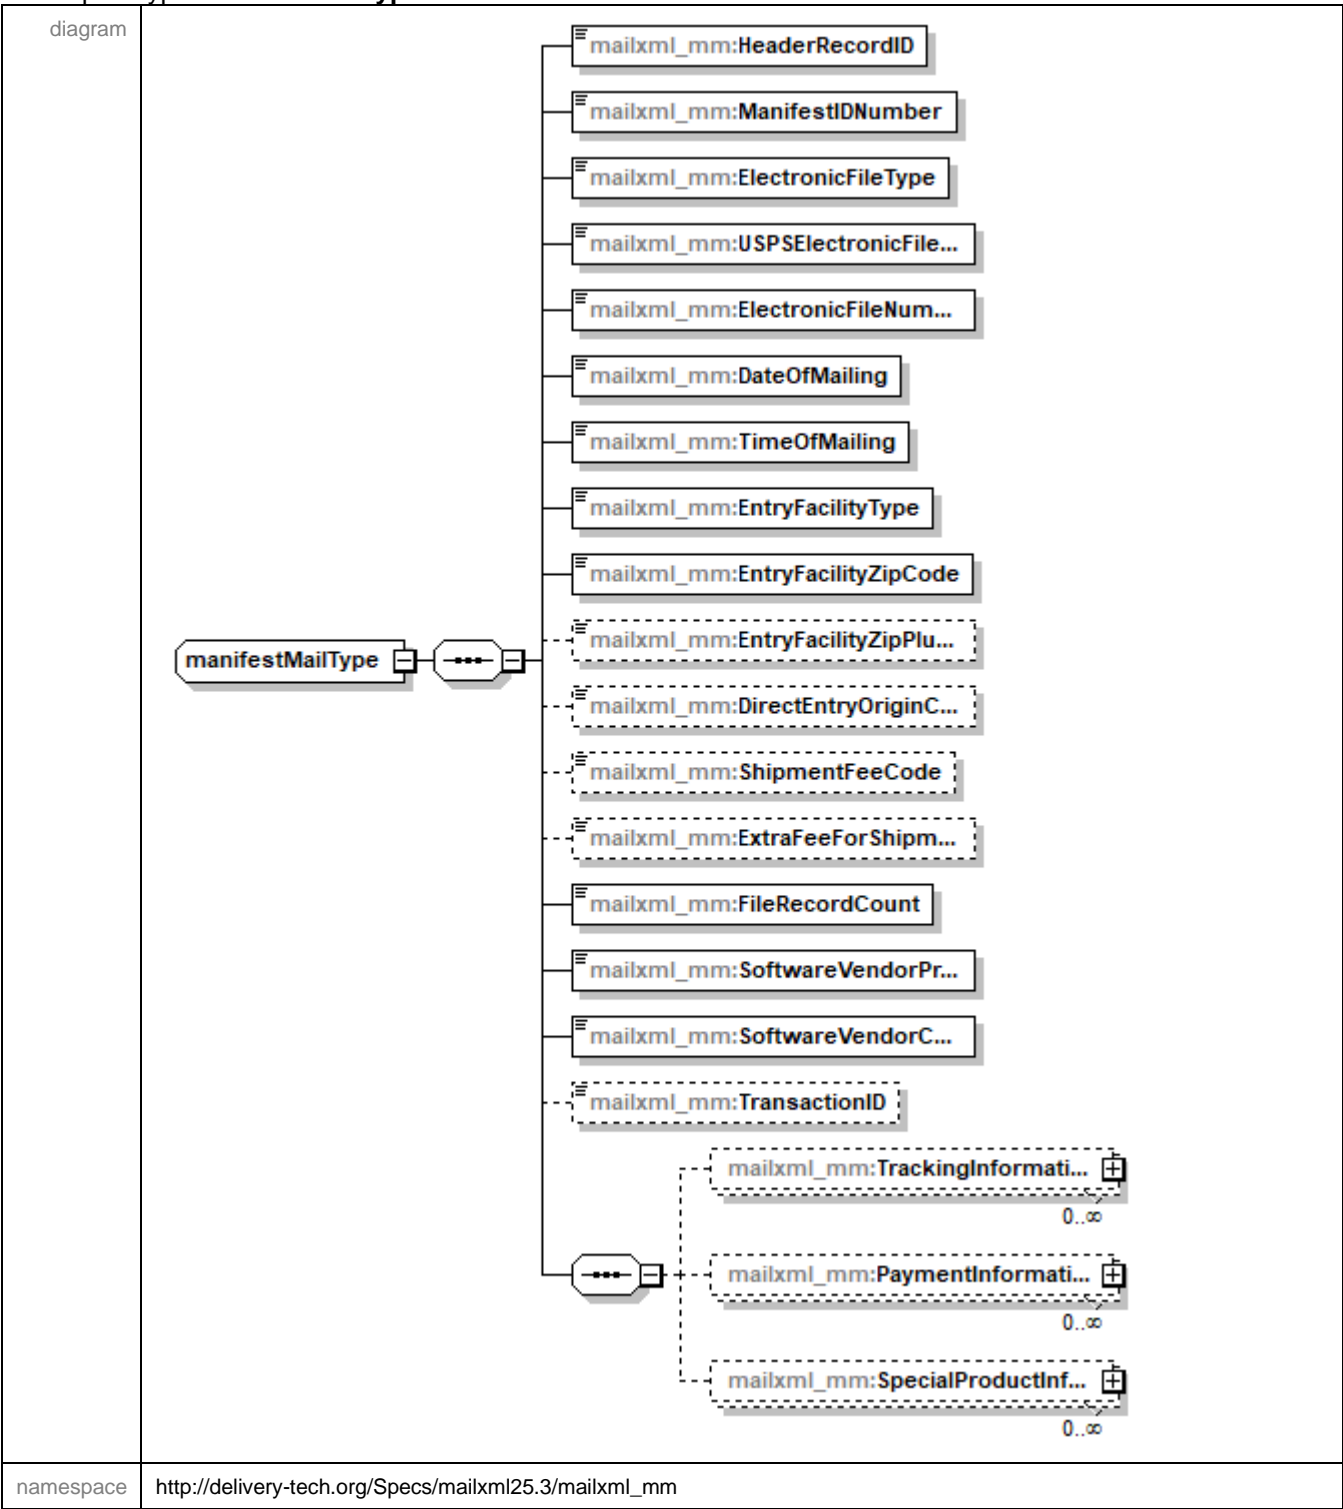 diagram
mailxml_mm:HeaderRecordID
mailxml_mm:ManifestIDNumber
mailxml_mm:ElectronicFileType
mailxml_mm:USPSElectronicFile...
mailxml_mm:ElectronicFileNum...
mailxml_mm:DateOfMailing
mailxml_mm:TimeOfMailing
mailxml_mm:EntryFacilityType
mailxml_mm:EntryFacilityZipCode
mailxml_mm:EntryFacilityZipPlu...
manifestMailType
mailxml_mm:DirectEntryOriginC...
mailxml_mm:ShipmentFeeCode
mailxml_mm:ExtraFeeForShipm...
mailxml_mm:FileRecordCount
mailxml_mm:SoftwareVendorPr...
mailxml_mm:SoftwareVendorC...
mailxml_mm:TransactionID
mailxml_mm:TrackingInformati...
0..∞
mailxml_mm:PaymentInformati...
0..∞
mailxml_mm:SpecialProductInf...
0..∞
namespace http://delivery-tech.org/Specs/mailxml25.3/mailxml_mm